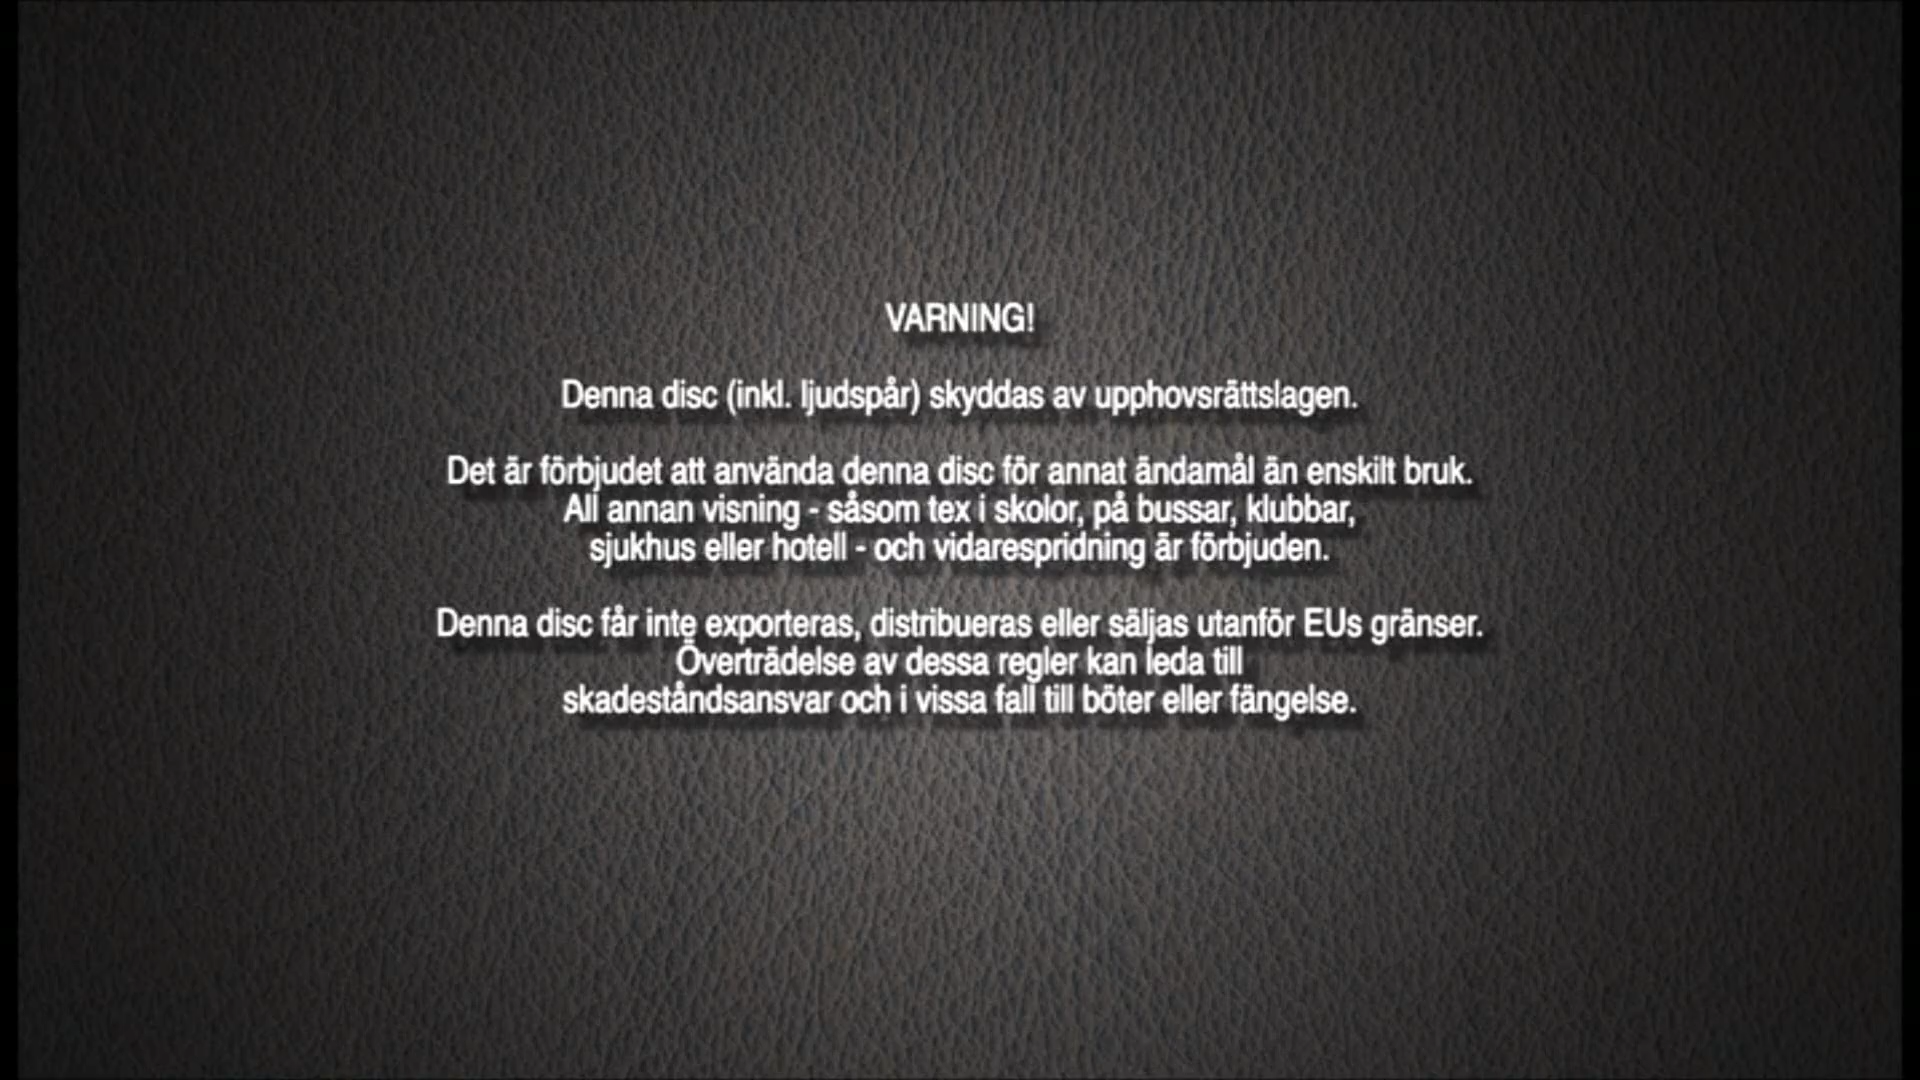 VARNING!
Denna disc (inkl. ljudspår) skyddas av upphovsrättslagen.
Det är förbjudet att använda denna disc för annat ändamål än enskilt bruk.
All annan visning - såsom tex i skolor, på bussar, klubbar,
sjukhus eller hotell - och vidarespridning är förbjuden.
Denna disc får inte exporteras, distribueras eller säljas utanför EUs gränser.
Överträdelse av dessa regler kan leda till
skadeståndsansvar och i vissa fall till böter eller fängelse.